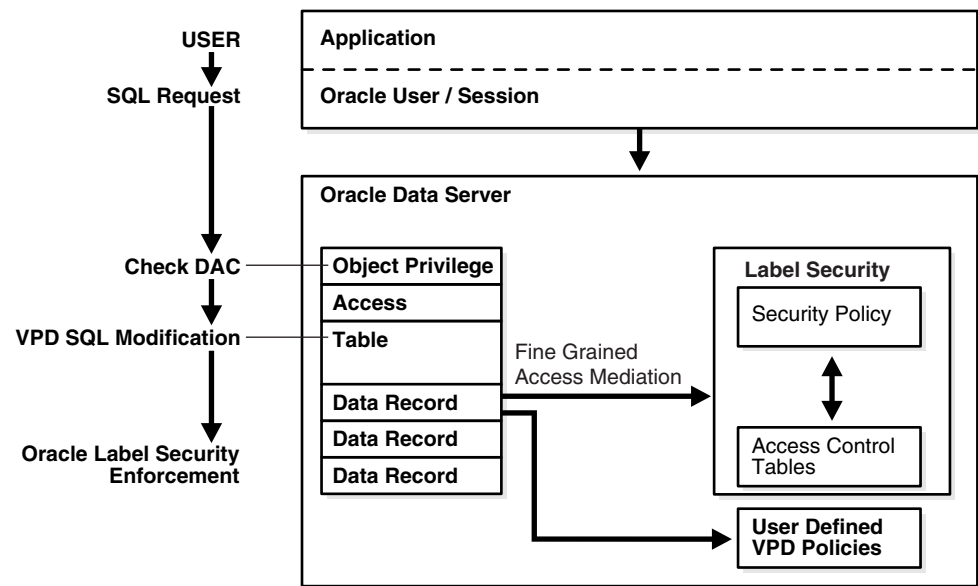 USER
SQL Request
Check DAC
VPD SQL Modification
Oracle Label Security
Enforcement
Application
Oracle User / Session
Oracle Data Server
Object Privilege
Access
Table
Data Record
Data Record
Data Record
Fine Grained
Access Mediation
Label Security
Security Policy
Access Control
Tables
User Defined
VPD Policies